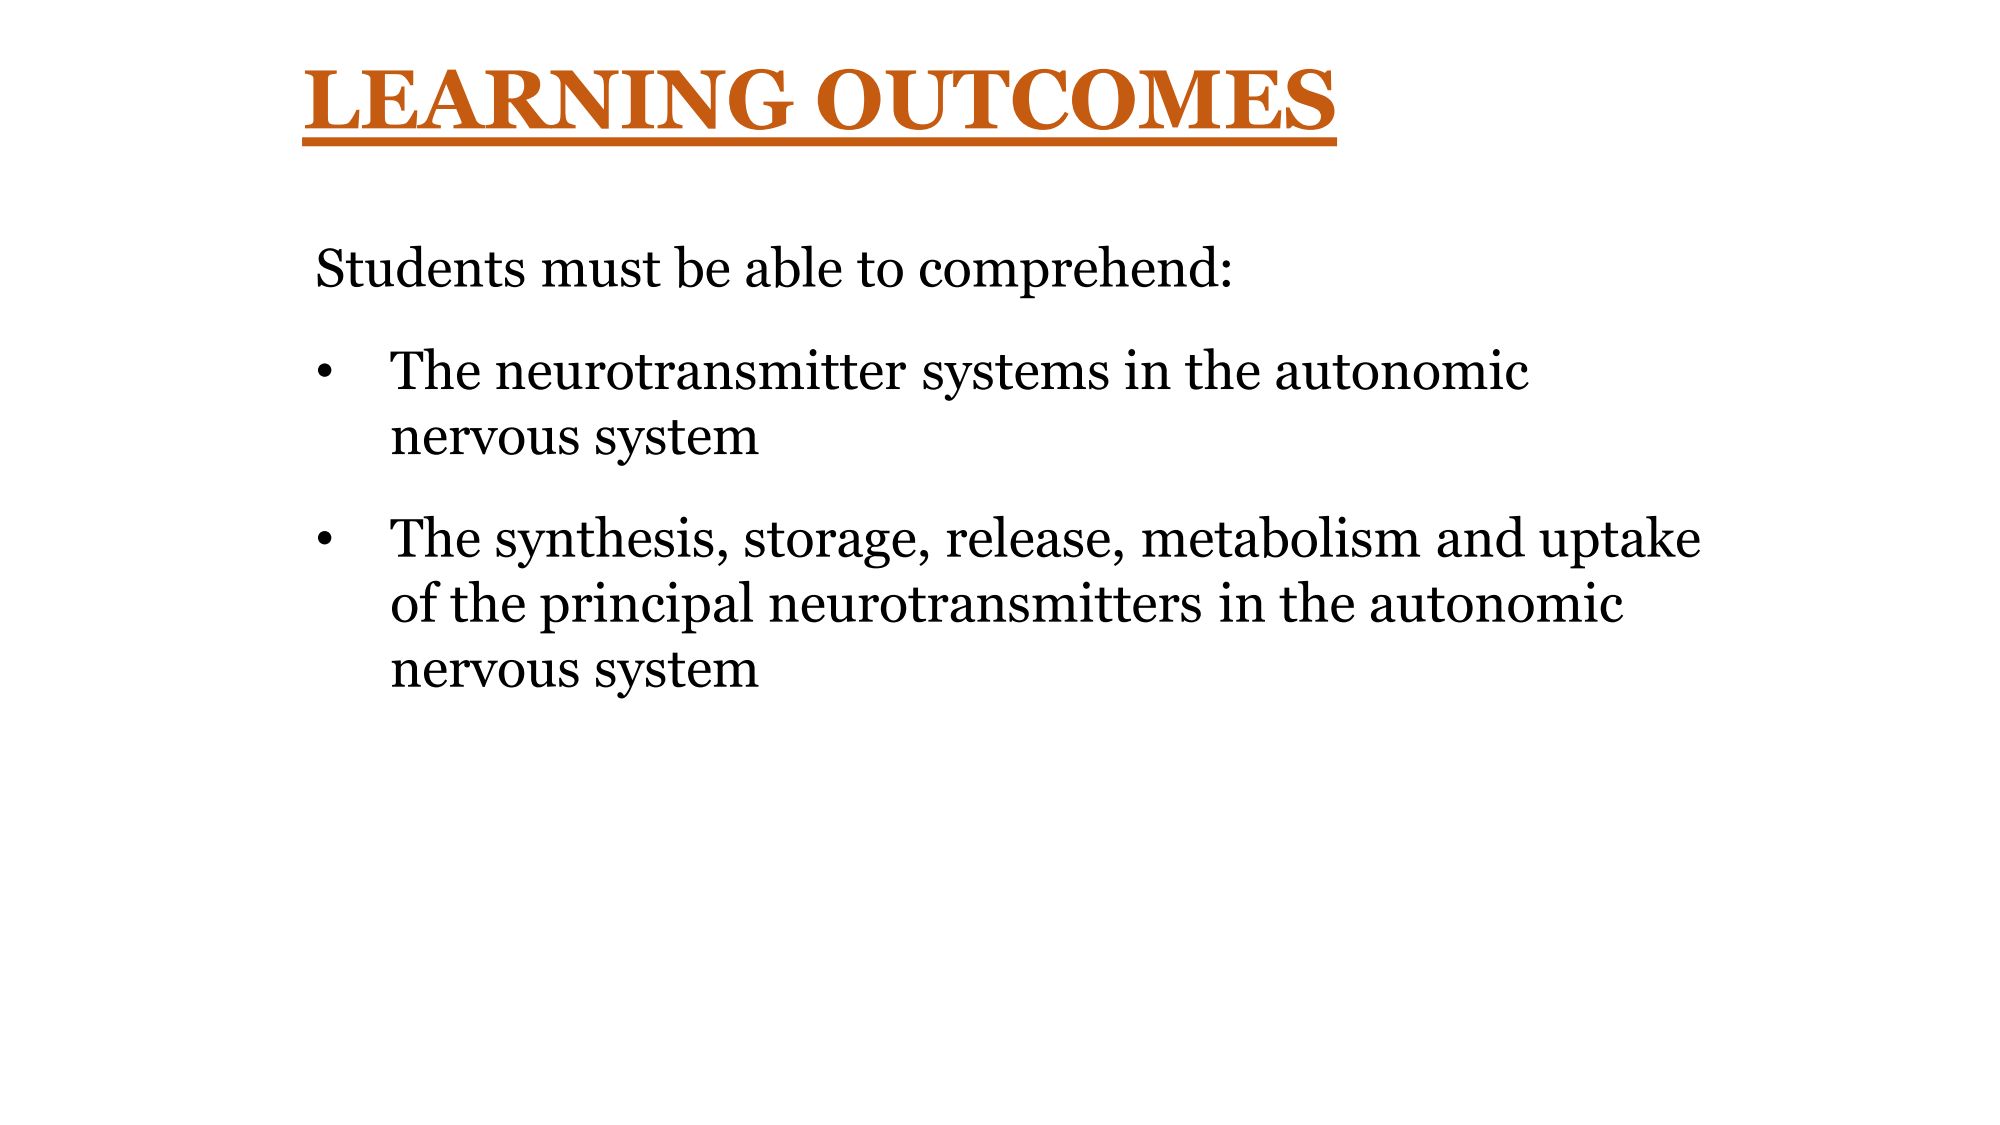 LEARNING OUTCOMES
Students must be able to comprehend:
• The neurotransmitter systems in the autonomic
nervous system
• The synthesis, storage, release, metabolism and uptake
of the principal neurotransmitters in the autonomic
nervous system